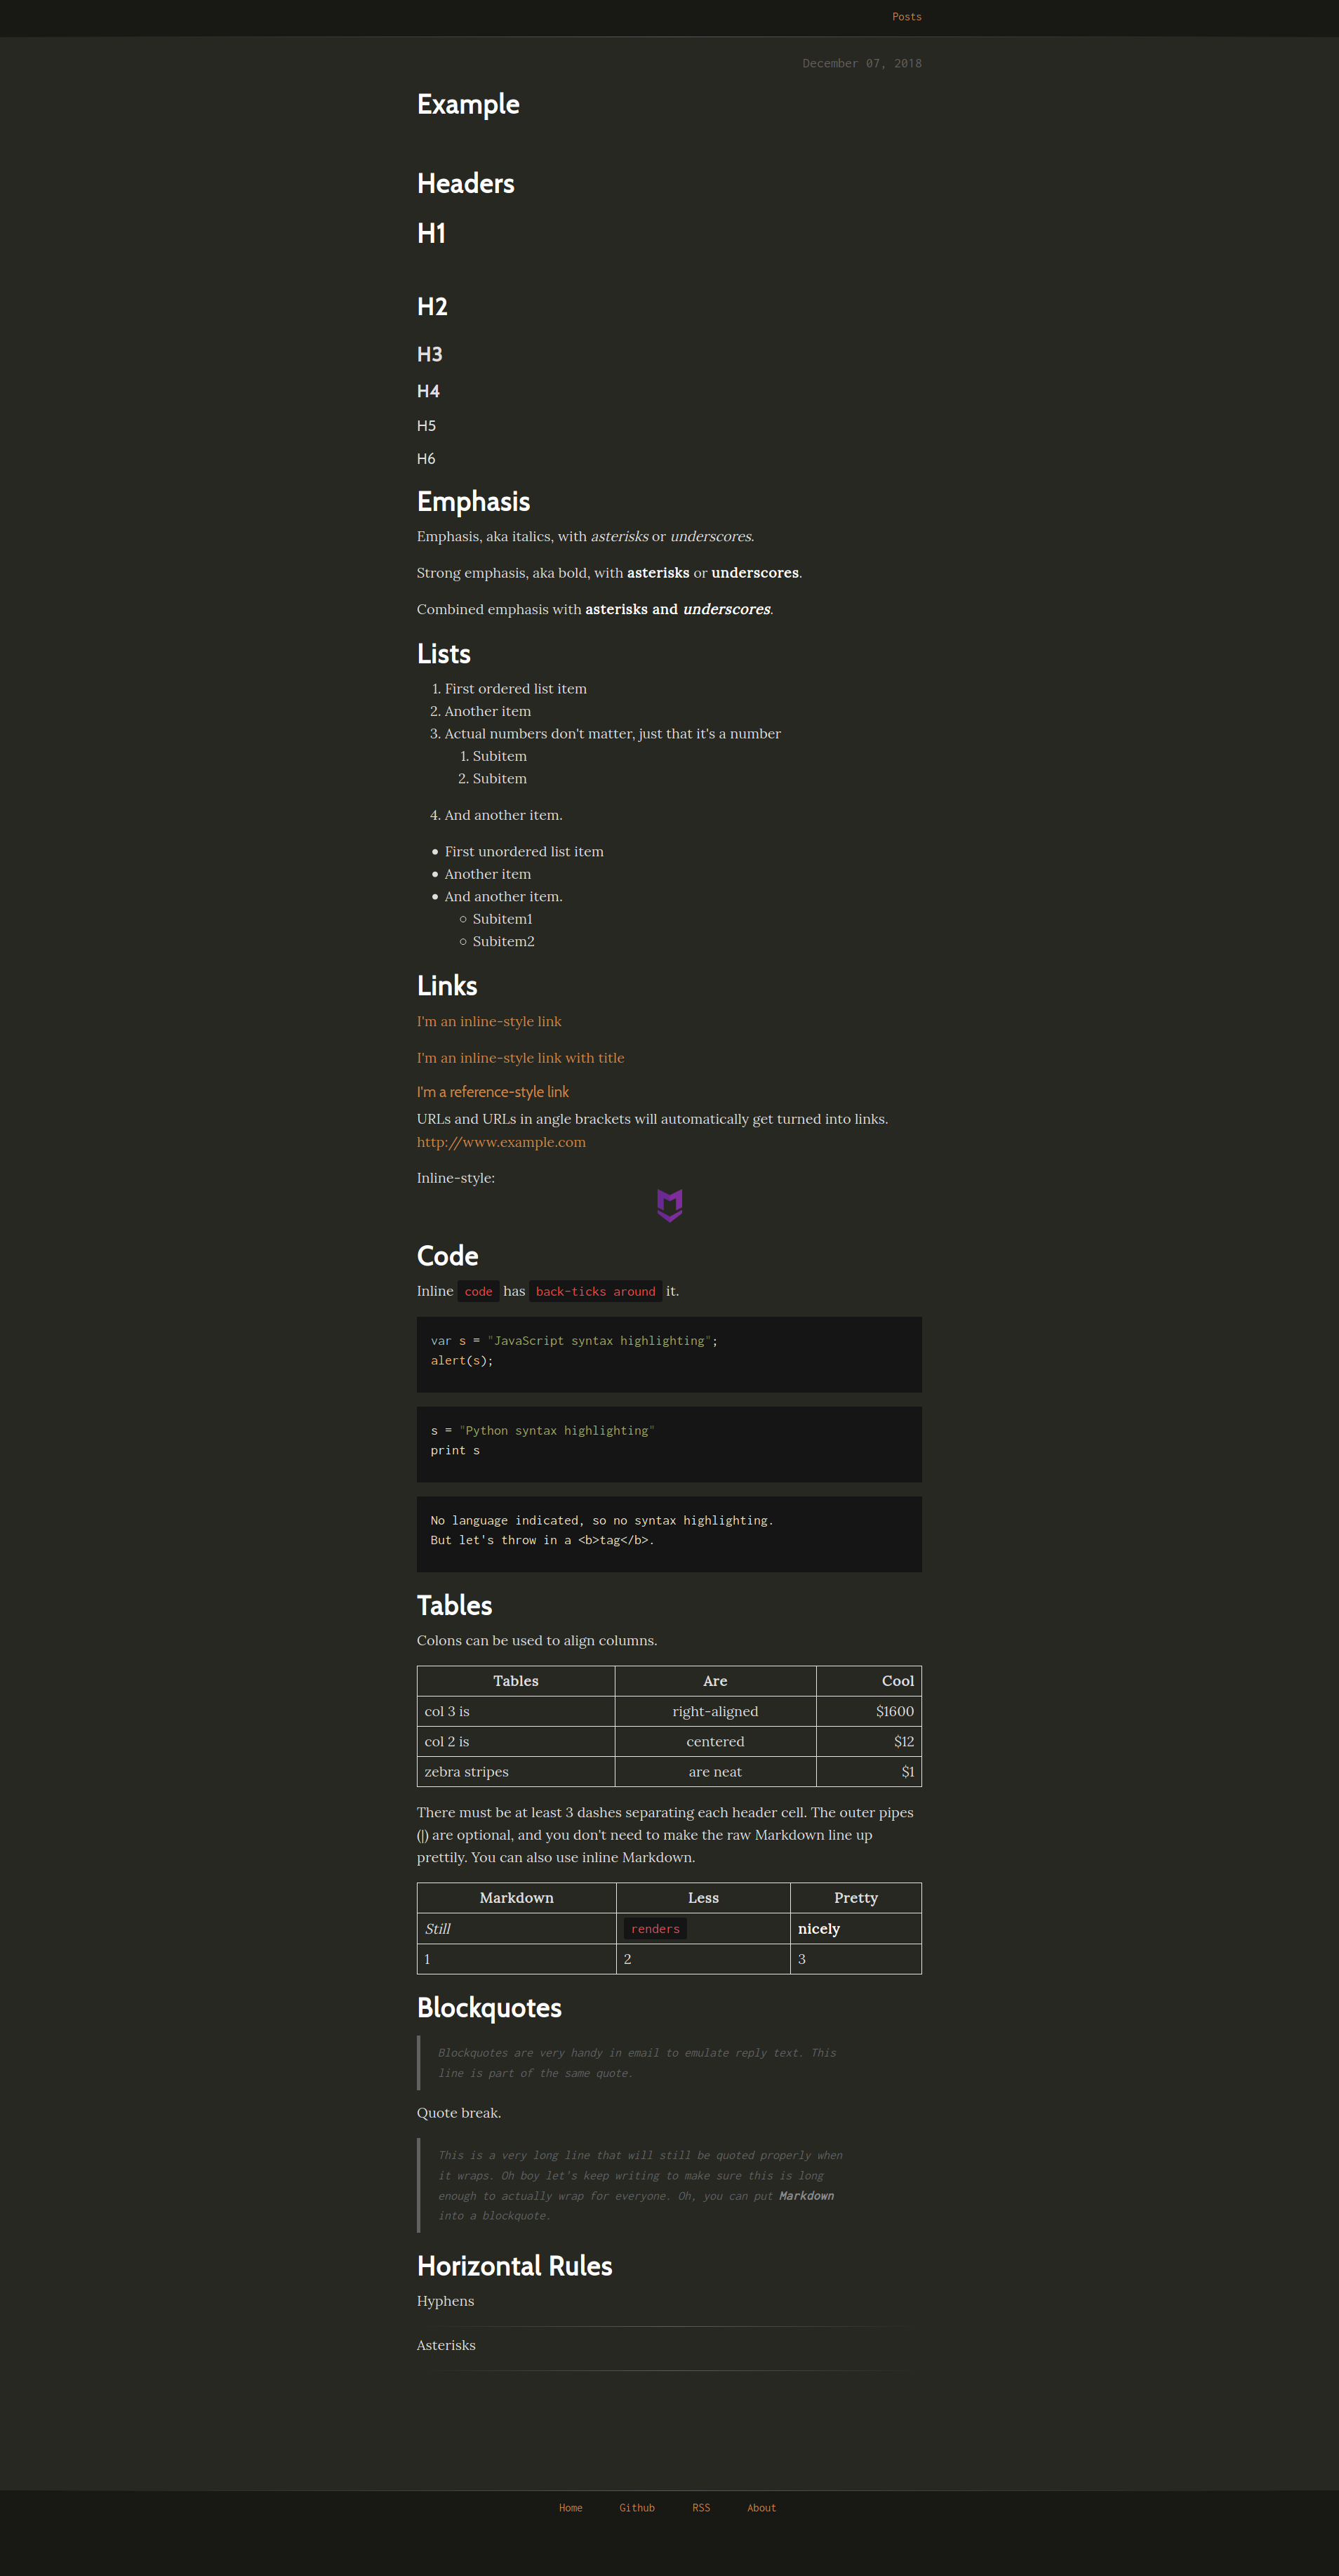 Posts
December 07, 2018
Example
Headers
H1
H2
H3
H4
H5
H6
Emphasis
Emphasis, aka italics, with asterisks or underscores.
Strong emphasis, aka bold, with asterisks or underscores.
Combined emphasis with asterisks and underscores.
Lists
1. First ordered list item
2. Another item
3. Actual numbers don't matter, just that it's a number
1. Subitem
2. Subitem
4. And another item.
First unordered list item
Another item
And another item.
Subitem1
Subitem2
Links
I'm an inline-style link
I'm an inline-style link with title
I'm a reference-style link
URLs and URLs in angle brackets will automatically get turned into links.
http://www.example.com
Inline-style:
Code
Inline code has back-ticks around it.
var s = "JavaScript syntax highlighting";
alert(s);
s = "Python syntax highlighting"
print s
No language indicated, so no syntax highlighting.
But let's throw in a <b>tag</b>.
Tables
Colons can be used to align columns.
Tables Are Cool
col 3 is right-aligned $1600
col 2 is centered $12
zebra stripes are neat $1
There must be at least 3 dashes separating each header cell. The outer pipes
(|) are optional, and you don't need to make the raw Markdown line up
prettily. You can also use inline Markdown.
Markdown Less Pretty
Still renders nicely
1 2 3
Blockquotes
Blockquotes are very handy in email to emulate reply text. This
line is part of the same quote.
Quote break.
This is a very long line that will still be quoted properly when
it wraps. Oh boy let's keep writing to make sure this is long
enough to actually wrap for everyone. Oh, you can put Markdown
into a blockquote.
Horizontal Rules
Hyphens
Asterisks
Home Github RSS About